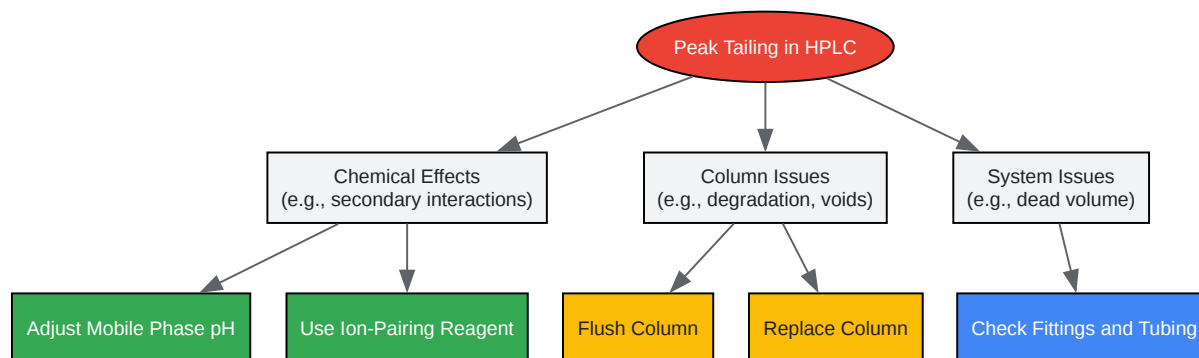 Peak Tailing in HPLC
Chemical Effects
(e.g., secondary interactions)
Column Issues
(e.g., degradation, voids)
System Issues
(e.g., dead volume)
Adjust Mobile Phase pH
Use Ion-Pairing Reagent
Flush Column
Replace Column
Check Fittings and Tubing